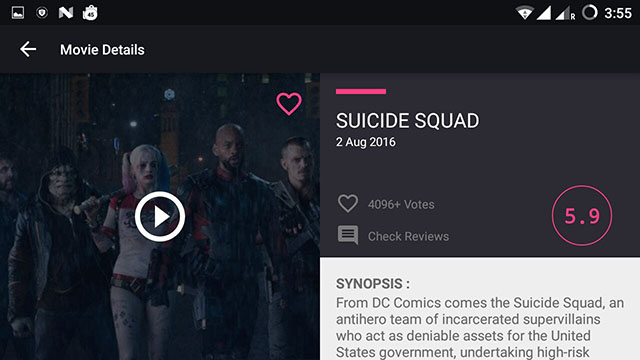 45
R
3:55
Movie Details
SUICIDE SQUAD
2 Aug 2016
4096+ Votes
5.9
Check Reviews
SYNOPSIS :
From DC Comics comes the Suicide Squad, an
antihero team of incarcerated supervillains
who act as deniable assets for the United
States government, undertaking high-risk